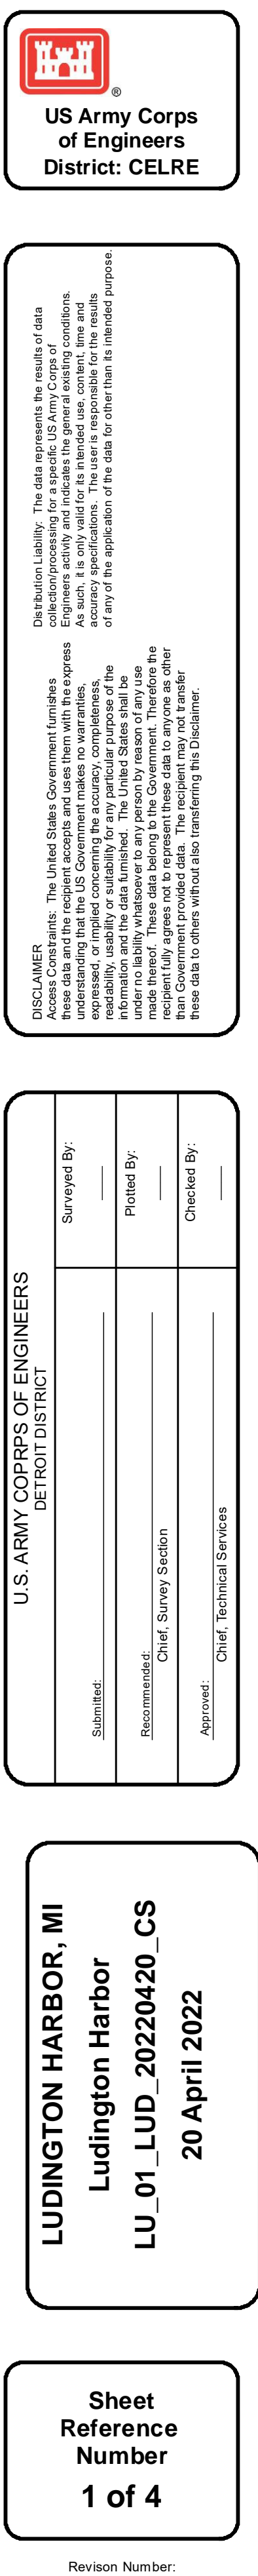 ®
US Army Corps
of Engineers
District: CELRE
DISCLAIMER
Access Constraints: The United States Government furnishes
these data and the recipient accepts and uses them with the express
understanding that the US Government makes no warranties,
expressed, or implied concerning the accuracy, completeness,
readability, usability or suitability for any particular purpose of the
information and the data furnished. The United States shall be
under no liability whatsoever to any person by reason of any use
made thereof. These data belong to the Government. Therefore the
recipient fully agrees not to represent these data to anyone as other
than Government provided data. The recipient may not transfer
these data to others without also transferring this Disclaimer.
Distribution Liability: The data represents the results of data
collection/processing for a specific US Army Corps of
Engineers activity and indicates the general existing conditions.
As such, it is only valid for its intended use, content, time and
accuracy specifications. The user is responsible for the results
of any of the application of the data for other than its intended purpose.
U.S. ARMY COPRPS OF ENGINEERS
DETROIT DISTRICT
Submitted:
Surveyed By:
Recommended:
Chief, Survey Section
Plotted By:
Approved:
Chief, Technical Services
Checked By:
LUDINGTON HARBOR, MI
Ludington Harbor
LU_01_LUD_20220420_CS
20 April 2022
Sheet
Reference
Number
1 of 4
Revison Number: